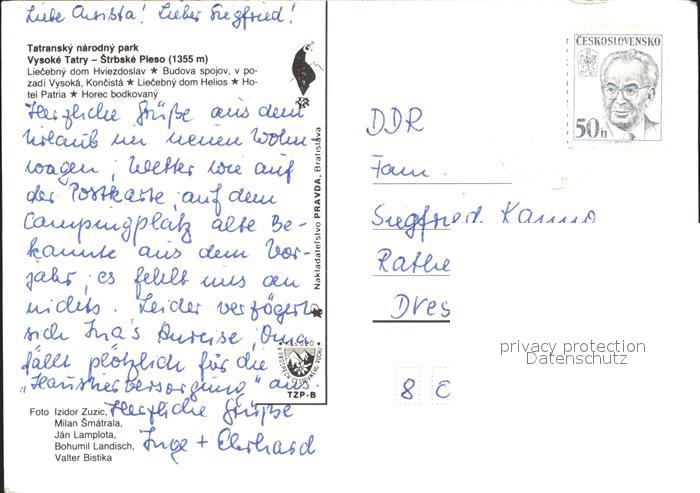 Liebe Christa! Lieber Siegfried!
Tatranský národný park
Vysoké Tatry – Štrbské Pleso (1355 m)
Liečebný dom Hviezdoslav ★ Budova spojov, v po-
zadí Vysoká, Končistá ★ Liečebný dom Helios ★ Ho-
tel Patria ★ Horec bodkovaný
Herzliche Grüße aus dem
Urlaub im neuen Wohn-
wagen, Wetter wie auf
der Postkarte, auf dem
Campingplatz alte Be-
kannte aus dem Vor-
jahr, es fehlt uns an
nichts. Leider verzögert
sich Ina's Anreise, Oma
fällt plötzlich für die
"Haustierversorgung" aus.
Herzliche Grüße
Inge + Eberhard
Foto Izidor Zuzic,
Milan Šmátrala,
Ján Lamplota,
Bohumil Landisch,
Valter Bistika
Nakladateľstvo PRAVDA, Bratislava
TZP-B
ČESKOSLOVENSKO
50h
DDR
Fam.
Siegfried
Rathe
Dres
8
privacy protection
Datenschutz